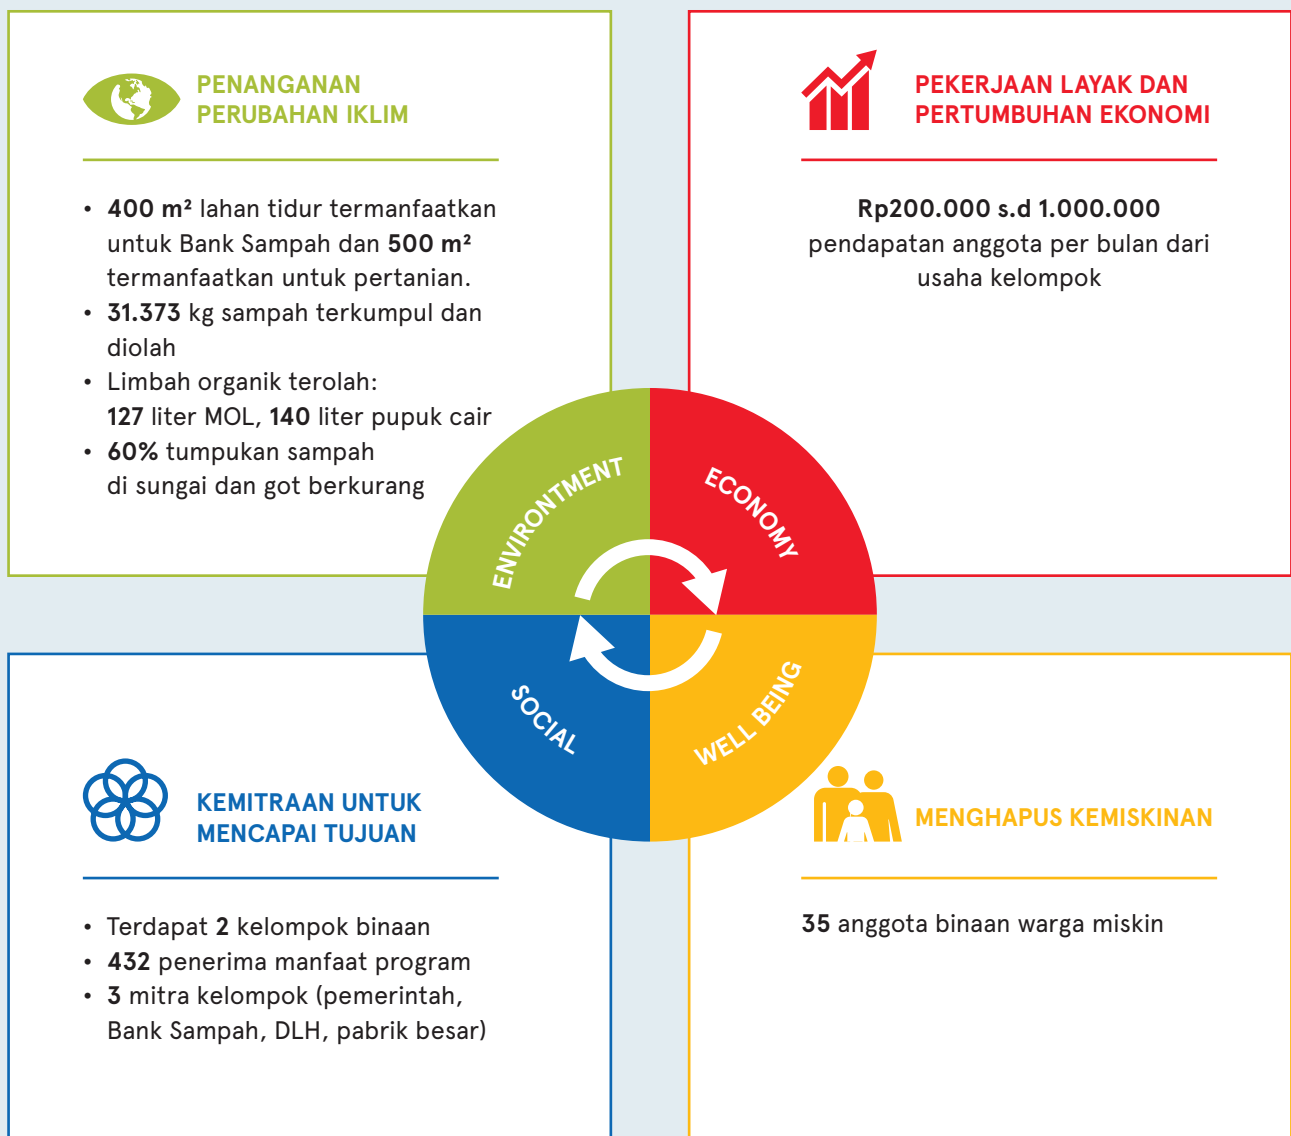 PENANGANAN
PERUBAHAN IKLIM
• 400 m² lahan tidur termanfaatkan
untuk Bank Sampah dan 500 m²
termanfaatkan untuk pertanian.
• 31.373 kg sampah terkumpul dan
diolah
• Limbah organik terolah:
127 liter MOL, 140 liter pupuk cair
• 60% tumpukan sampah
di sungai dan got berkurang
PEKERJAAN LAYAK DAN
PERTUMBUHAN EKONOMI
Rp200.000 s.d 1.000.000
pendapatan anggota per bulan dari
usaha kelompok
ENVIRONTMENT
ECONOMY
SOCIAL
WELL BEING
KEMITRAAN UNTUK
MENCAPAI TUJUAN
• Terdapat 2 kelompok binaan
• 432 penerima manfaat program
• 3 mitra kelompok (pemerintah,
Bank Sampah, DLH, pabrik besar)
MENGHAPUS KEMISKINAN
35 anggota binaan warga miskin